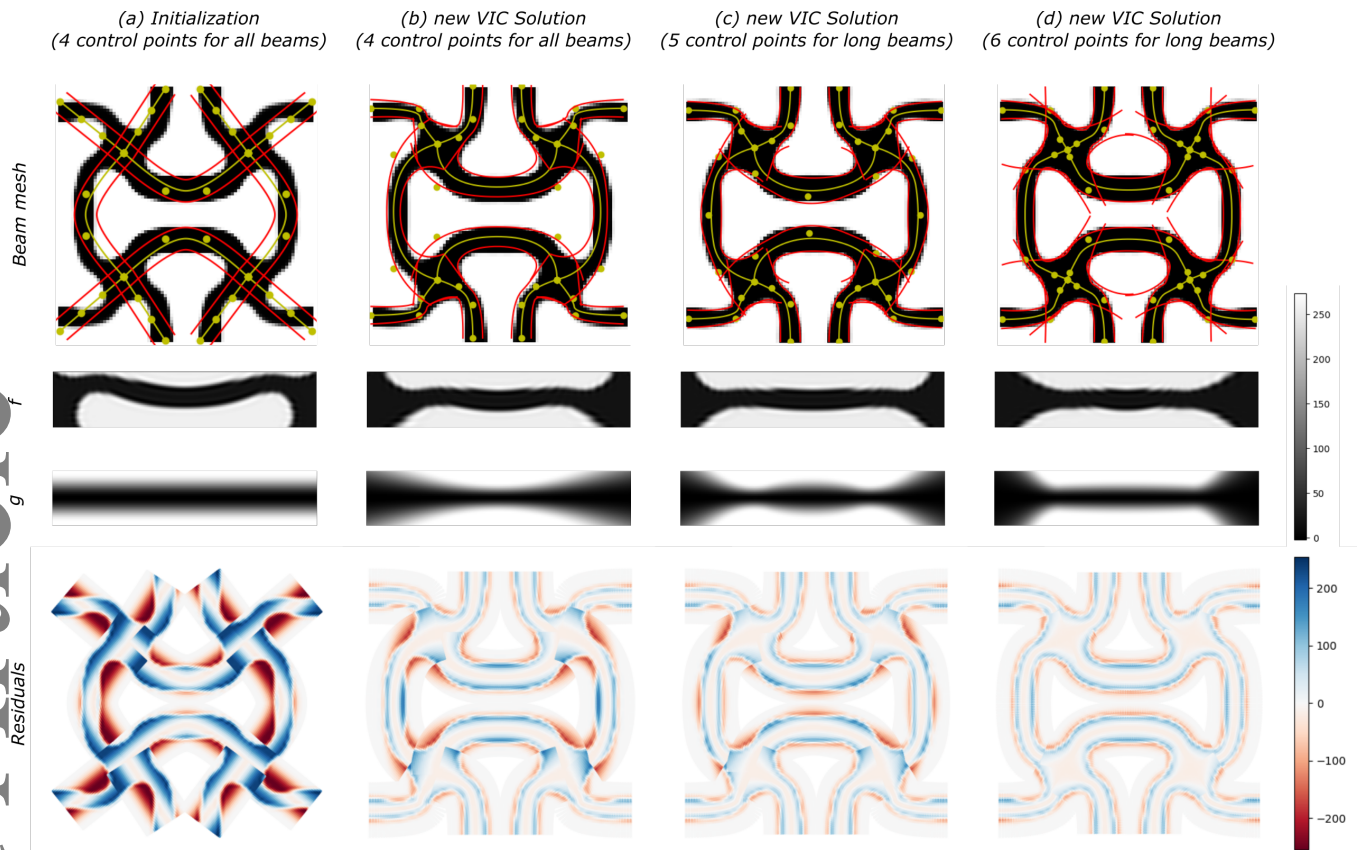 (a) Initialization
(4 control points for all beams)
(b) new VIC Solution
(4 control points for all beams)
(c) new VIC Solution
(5 control points for long beams)
(d) new VIC Solution
(6 control points for long beams)
Beam mesh
f
g
Residuals
250
200
150
100
50
0
200
100
0
−100
−200